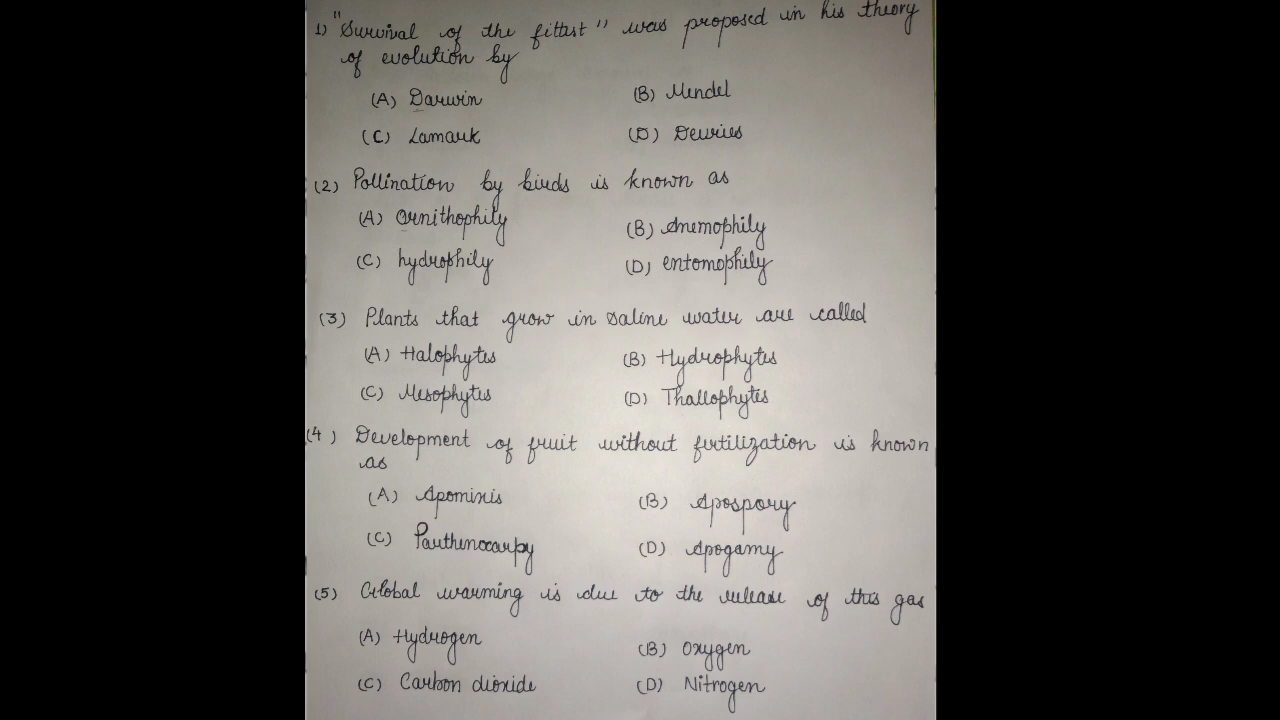 1) "Survival of the fittest" was proposed in his theory
of evolution by
(A) Darwin (B) Mendel
(C) Lamark (D) Devries
(2) Pollination by birds is known as
(A) Ornithophily (B) Anemophily
(C) hydrophily (D) entomophily
(3) Plants that grow in saline water are called
(A) Halophytes (B) Hydrophytes
(C) Mesophytes (D) Thallophytes
(4) Development of fruit without fertilization is known
as
(A) Apomixis (B) Apospory
(C) Parthenocarpy (D) Apogamy
(5) Global warming is due to the release of this gas
(A) Hydrogen (B) Oxygen
(C) Carbon dioxide (D) Nitrogen